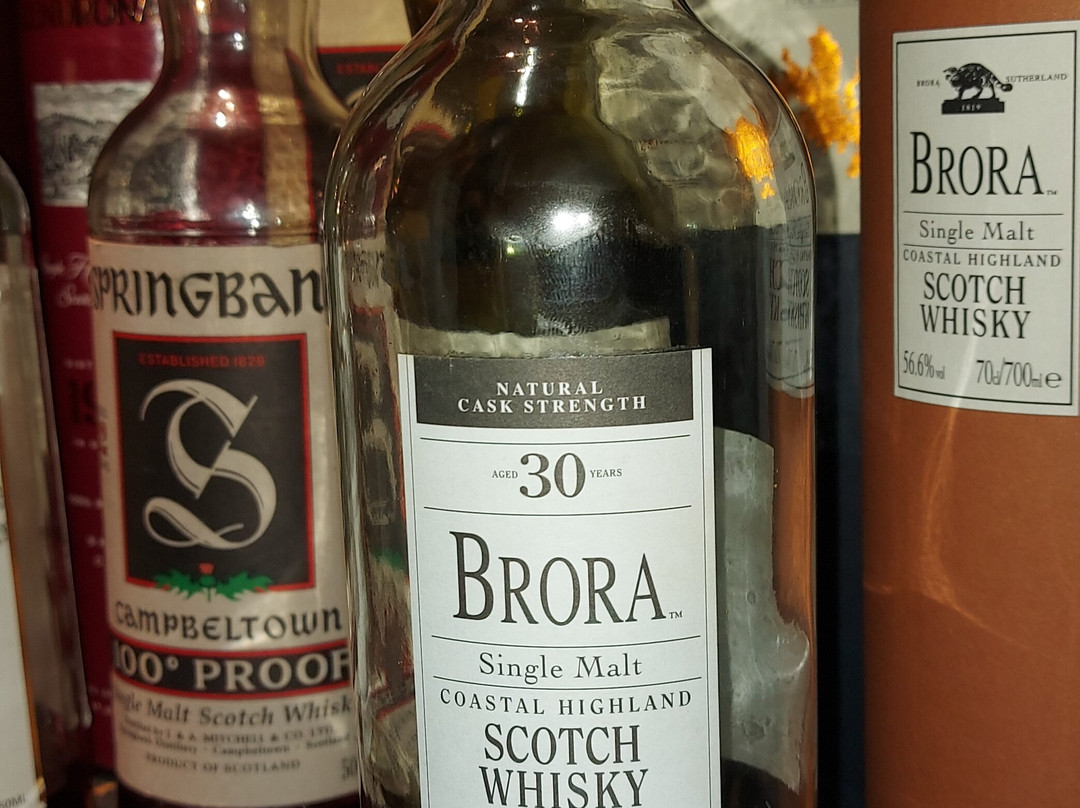 SPRINGBAN
ESTABLISHED 1828
S
CAMPBELTOWN
100° PROOF
Single Malt Scotch Whisk
PRODUCT OF SCOTLAND
NATURAL
CASK STRENGTH
AGED 30 YEARS
BRORA™
Single Malt
COASTAL HIGHLAND
SCOTCH
WHISKY
BRORA SUTHERLAND
1819
BRORA™
Single Malt
COASTAL HIGHLAND
SCOTCH
WHISKY
56.6%vol 70cl/700ml e